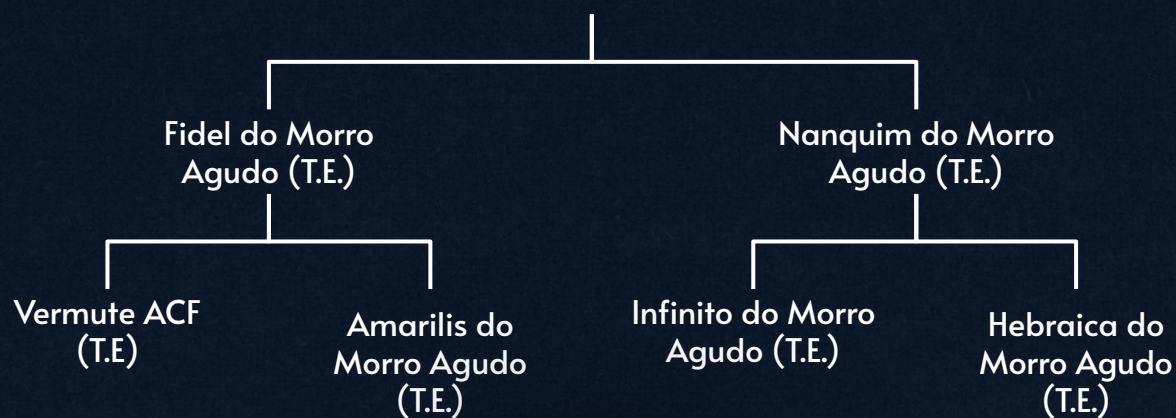 Fidel do Morro
Agudo (T.E.)
Nanquim do Morro
Agudo (T.E.)
Vermute ACF
(T.E)
Amarilis do
Morro Agudo
(T.E.)
Infinito do Morro
Agudo (T.E.)
Hebraica do
Morro Agudo
(T.E.)